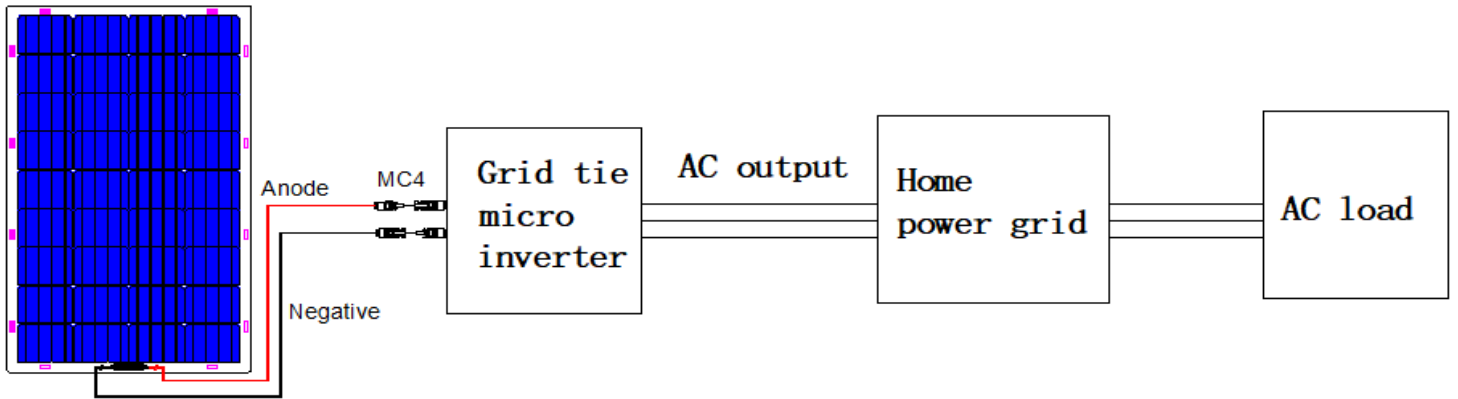 Anode
MC4
Negative
Grid tie
micro
inverter
AC output
Home
power grid
AC load